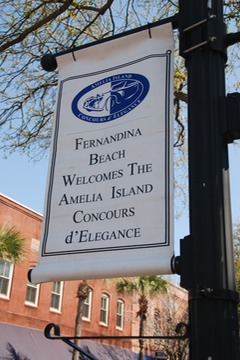 AMELIA ISLAND
CONCOURS d'ELEGANCE
FERNANDINA
BEACH
WELCOMES THE
AMELIA ISLAND
CONCOURS
d'ELEGANCE